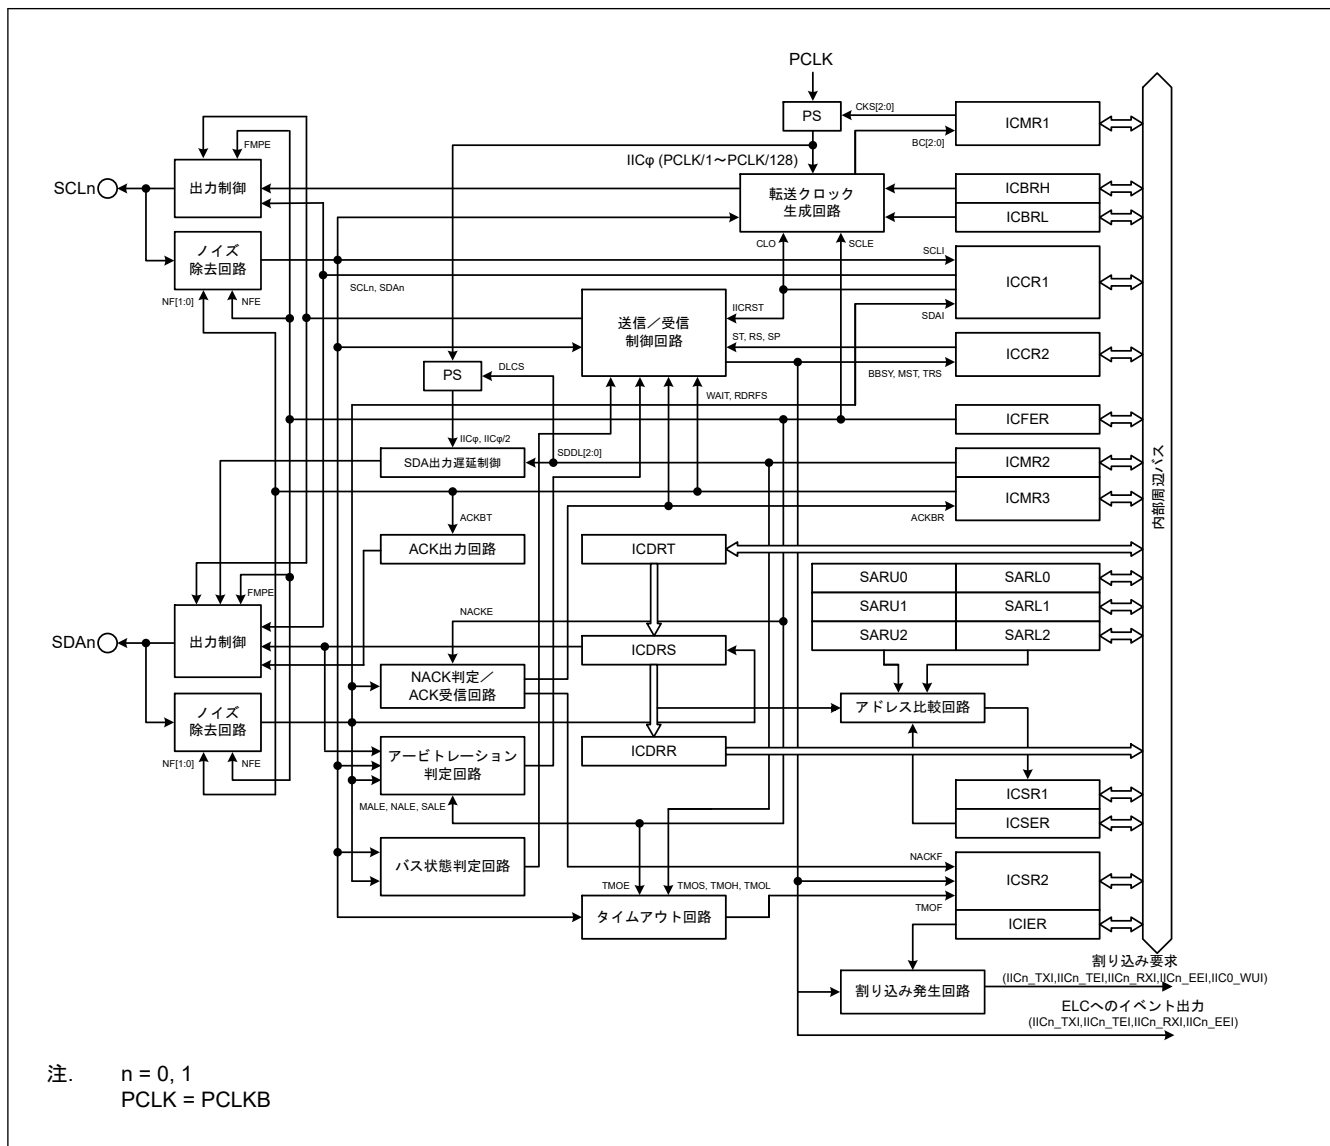 PCLK
PS
CKS[2:0]
ICMR1
BC[2:0]
FMPE
IICφ (PCLK/1～PCLK/128)
SCLn
出力制御
転送クロック
生成回路
ICBRH
ICBRL
ノイズ
除去回路
CLO
SCLE
SCLI
ICCR1
SCLn, SDAn
NF[1:0]
NFE
IICRST
SDAI
送信／受信
制御回路
ST, RS, SP
ICCR2
BBSY, MST, TRS
PS
DLCS
WAIT, RDRFS
ICFER
IICφ, IICφ/2
SDDL[2:0]
SDA出力遅延制御
ICMR2
ICMR3
ACKBR
内部周辺バス
ACKBT
ACK出力回路
ICDRT
SARU0
SARL0
FMPE
SARU1
SARL1
NACKE
SARU2
SARL2
SDAn
出力制御
ICDRS
NACK判定／
ACK受信回路
アドレス比較回路
ノイズ
除去回路
アービトレーション
判定回路
ICDRR
NF[1:0]
NFE
ICSR1
MALE, NALE, SALE
ICSER
バス状態判定回路
NACKF
ICSR2
TMOE
TMOS, TMOH, TMOL
TMOF
タイムアウト回路
ICIER
割り込み要求
(IICn_TXI,IICn_TEI,IICn_RXI,IICn_EEI,IIC0_WUI)
割り込み発生回路
ELCへのイベント出力
(IICn_TXI,IICn_TEI,IICn_RXI,IICn_EEI)
注. n = 0, 1
PCLK = PCLKB